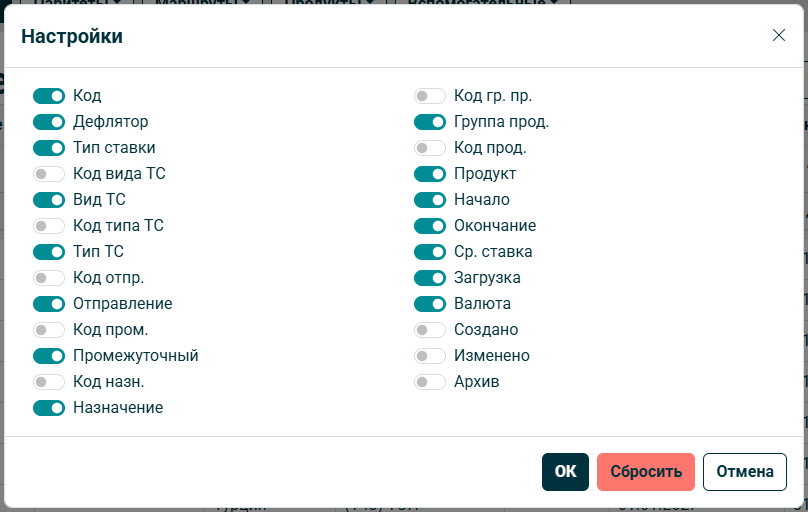 Настройки
Код
Дефлятор
Тип ставки
Код вида ТС
Вид ТС
Код типа ТС
Тип ТС
Код отпр.
Отправление
Код пром.
Промежуточный
Код назн.
Назначение
Код гр. пр.
Группа прод.
Код прод.
Продукт
Начало
Окончание
Ср. ставка
Загрузка
Валюта
Создано
Изменено
Архив
ОК
Сбросить
Отмена